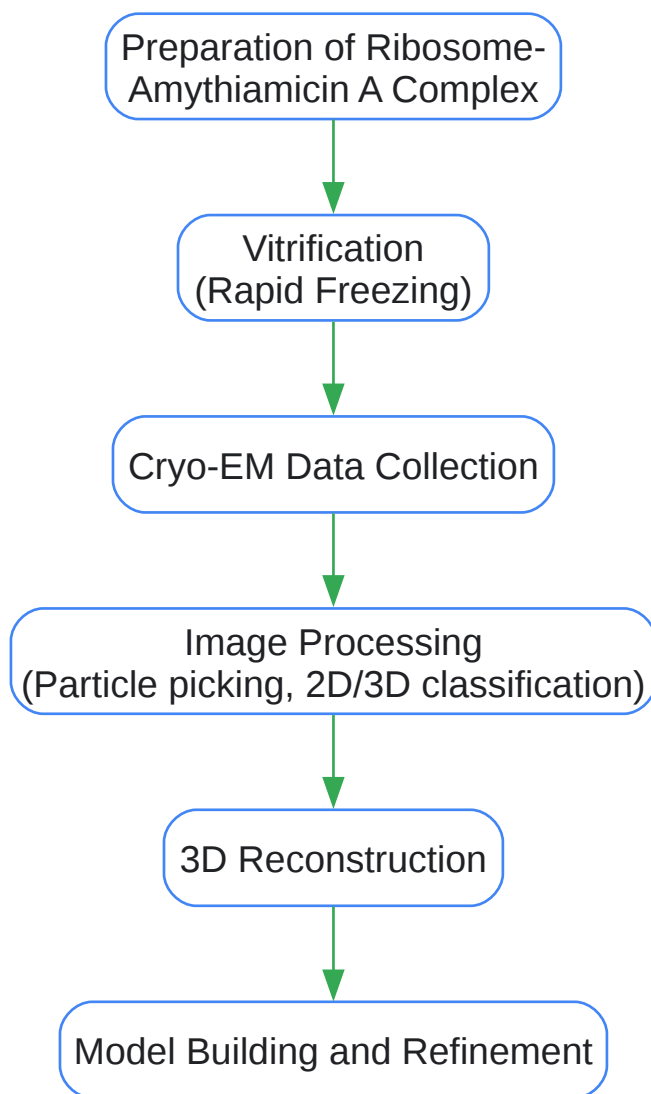 Preparation of Ribosome-
Amythiamicin A Complex
Vitrification
(Rapid Freezing)
Cryo-EM Data Collection
Image Processing
(Particle picking, 2D/3D classification)
3D Reconstruction
Model Building and Refinement